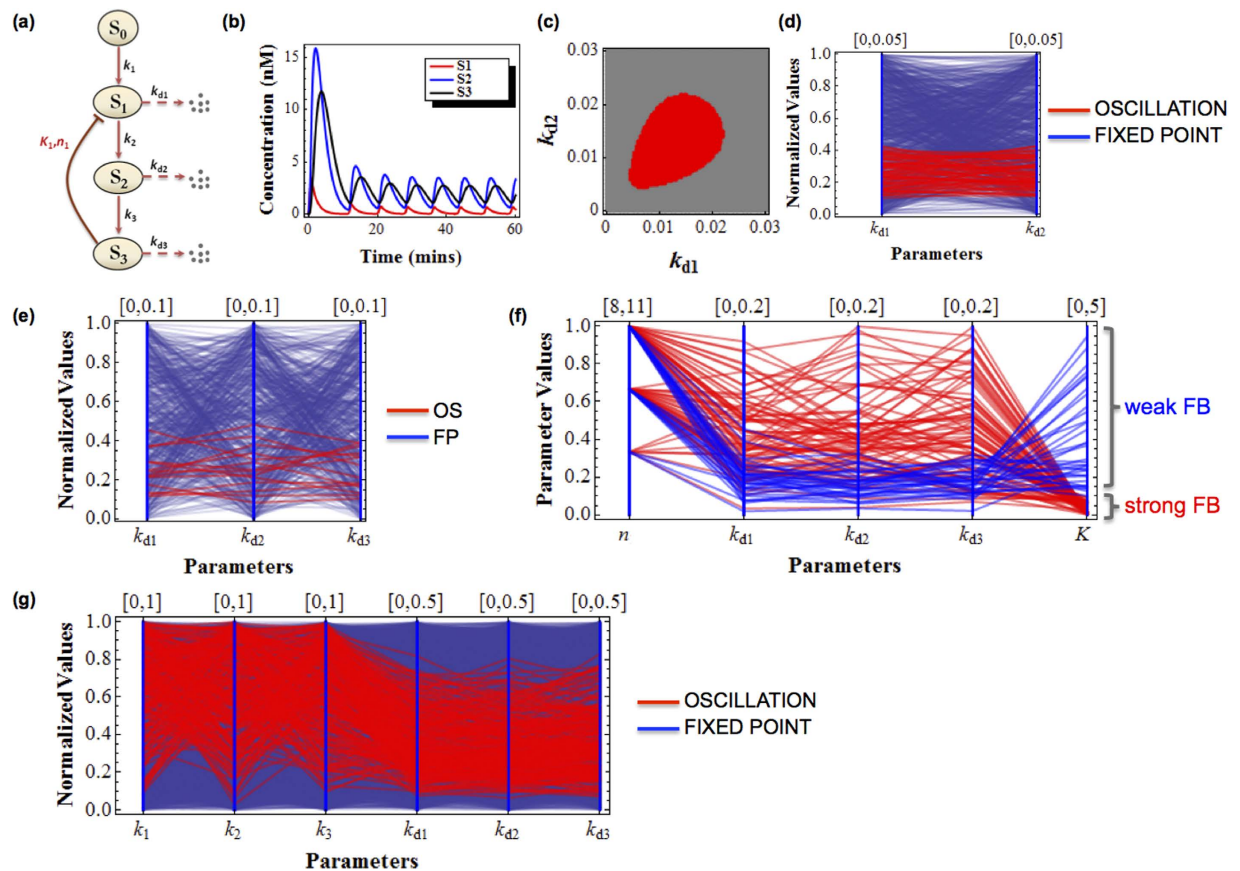 (a)
S0
k1
S1
kd1
K1,n1
k2
S2
kd2
k3
S3
kd3
(b)
Concentration (nM)
15
10
5
0
0 10 20 30 40 50 60
Time (mins)
S1
S2
S3
(c)
kd2
0.03
0.02
0.01
0
0 0.01 0.02 0.03
kd1
(d)
[0,0.05] [0,0.05]
Normalized Values
1.0
0.8
0.6
0.4
0.2
0.0
kd1 kd2
Parameters
OSCILLATION
FIXED POINT
(e)
[0,0.1] [0,0.1] [0,0.1]
Normalized Values
1.0
0.8
0.6
0.4
0.2
0.0
kd1 kd2 kd3
Parameters
OS
FP
(f)
[8,11] [0,0.2] [0,0.2] [0,0.2] [0,5]
Parameter Values
1.0
0.8
0.6
0.4
0.2
0.0
n kd1 kd2 kd3 K
Parameters
weak FB
strong FB
(g)
[0,1] [0,1] [0,1] [0,0.5] [0,0.5] [0,0.5]
Normalized Values
1.0
0.8
0.6
0.4
0.2
0.0
k1 k2 k3 kd1 kd2 kd3
Parameters
OSCILLATION
FIXED POINT